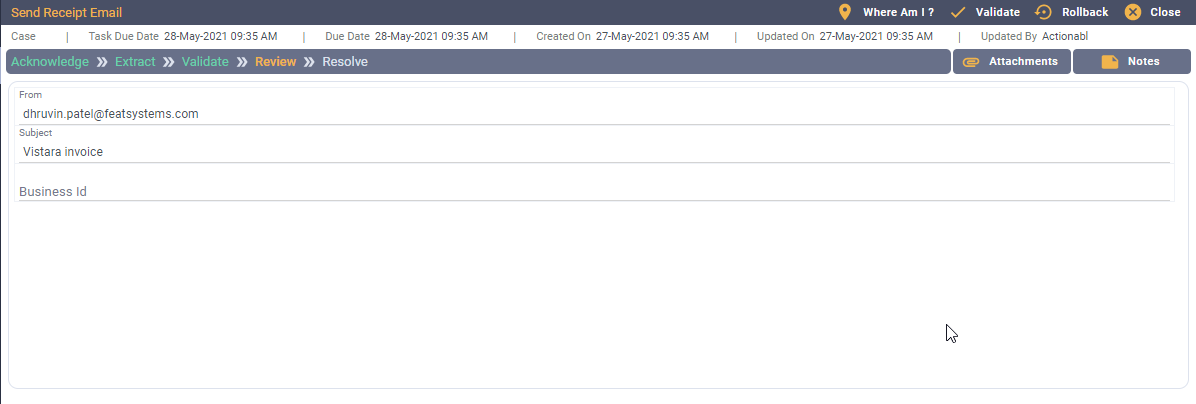 Send Receipt Email Where Am I ? Validate Rollback Close
Case | Task Due Date 28-May-2021 09:35 AM | Due Date 28-May-2021 09:35 AM | Created On 27-May-2021 09:35 AM | Updated On 27-May-2021 09:35 AM | Updated By Actionabl
Acknowledge » Extract » Validate » Review » Resolve Attachments Notes
From
dhruvin.patel@featsystems.com
Subject
Vistara invoice
Business Id